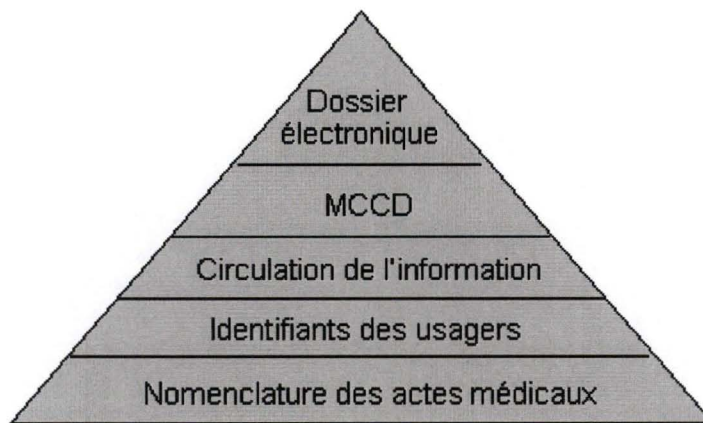 Dossier
électronique
MCCD
Circulation de l'information
Identifiants des usagers
Nomenclature des actes médicaux